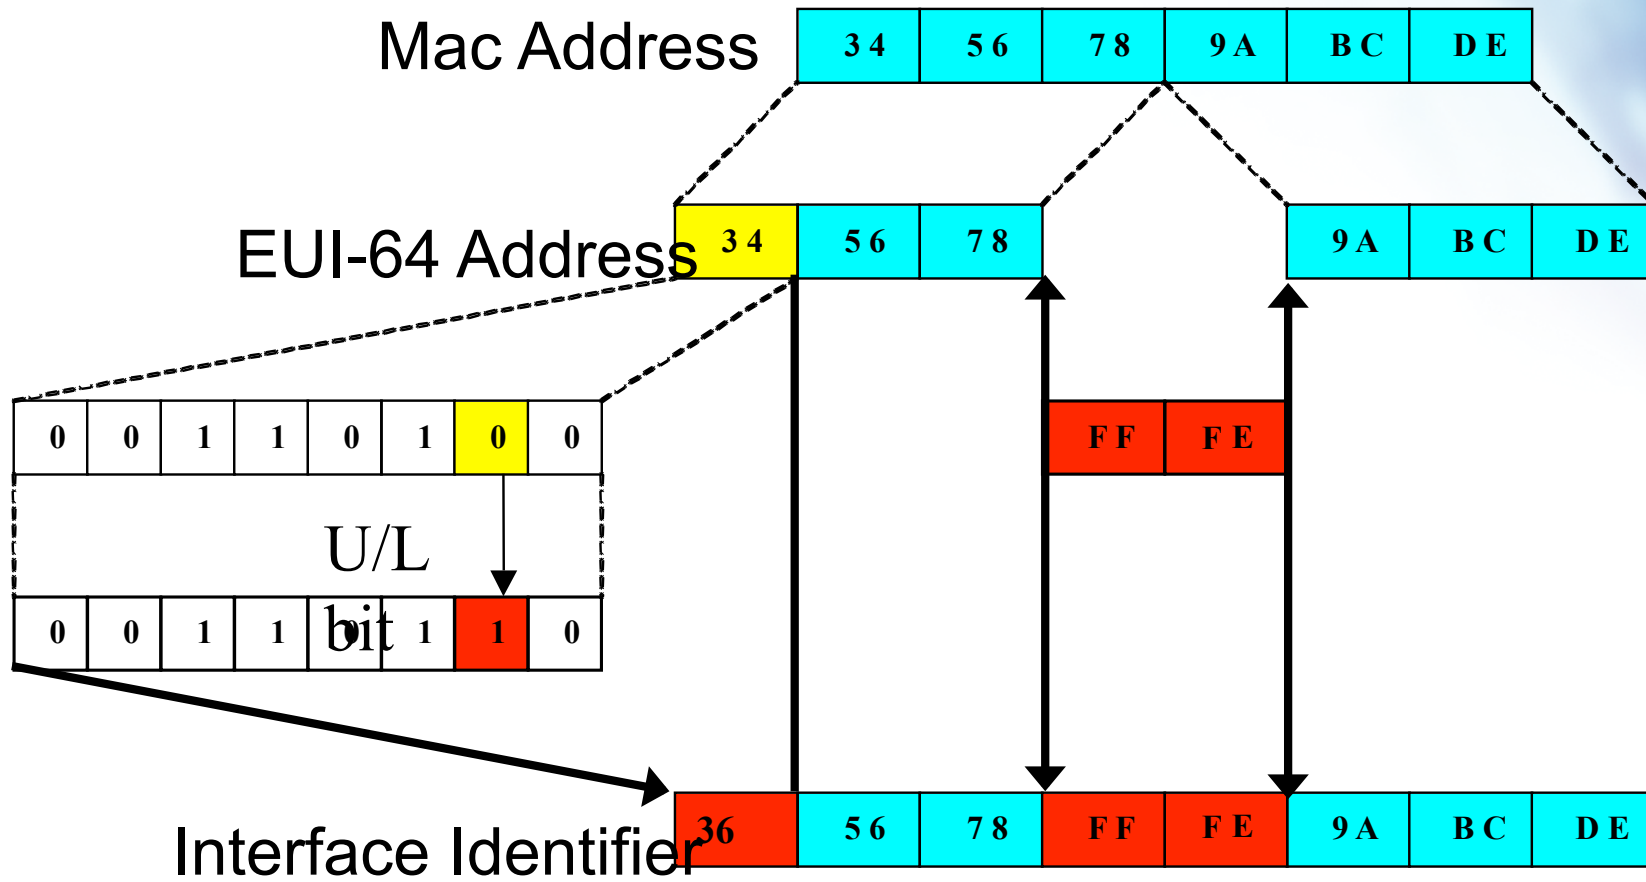 Mac Address 34 56 78 9A BC DE
EUI-64 Address 34 56 78 9A BC DE
0 0 1 1 0 1 0 0 FF FE
U/L
bit
0 0 1 1 0 1 1 0
Interface Identifier 36 56 78 FF FE 9A BC DE